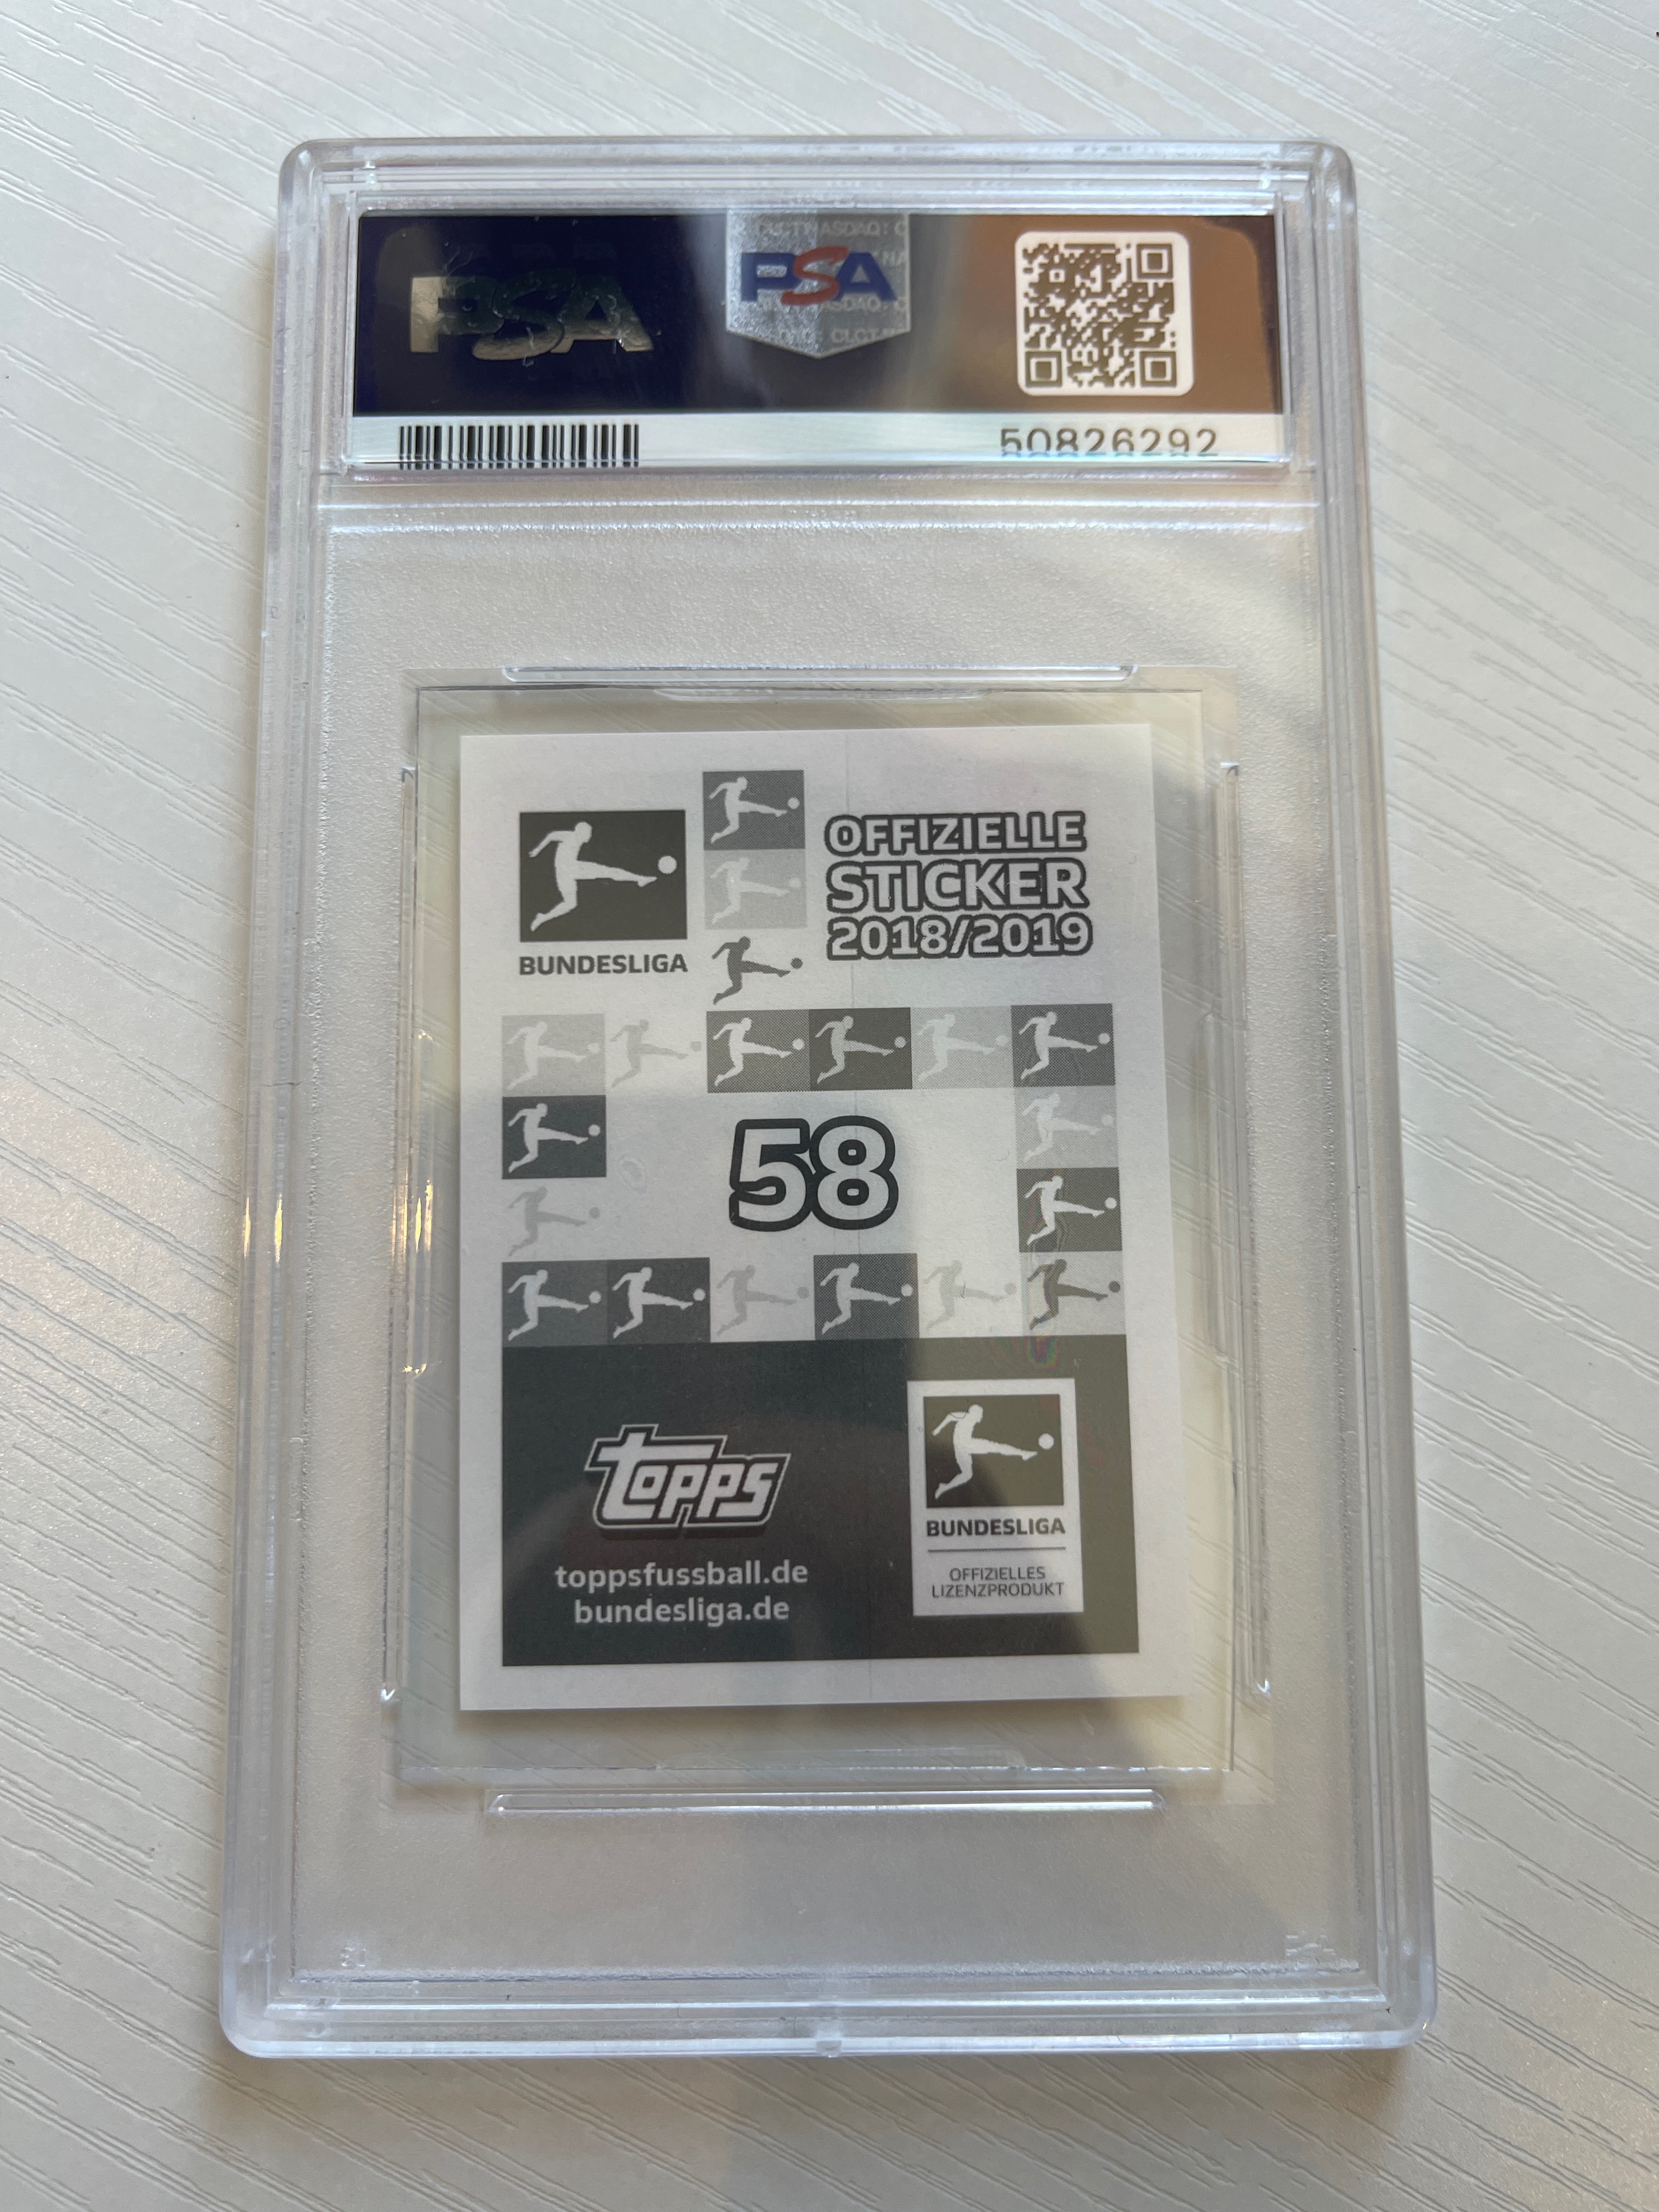 PSA
PSA
50826292
BUNDESLIGA
OFFIZIELLE
STICKER
2018/2019
58
topps
toppsfussball.de
bundesliga.de
BUNDESLIGA
OFFIZIELLES
LIZENZPRODUKT